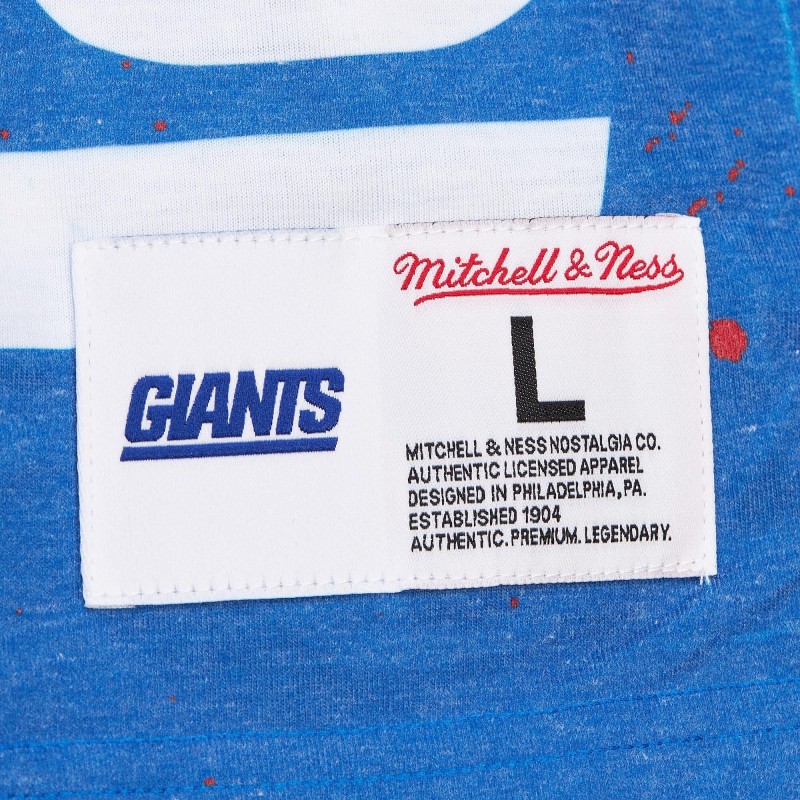 GIANTS
Mitchell & Ness
L
MITCHELL & NESS NOSTALGIA CO.
AUTHENTIC LICENSED APPAREL
DESIGNED IN PHILADELPHIA, PA.
ESTABLISHED 1904
AUTHENTIC. PREMIUM. LEGENDARY.